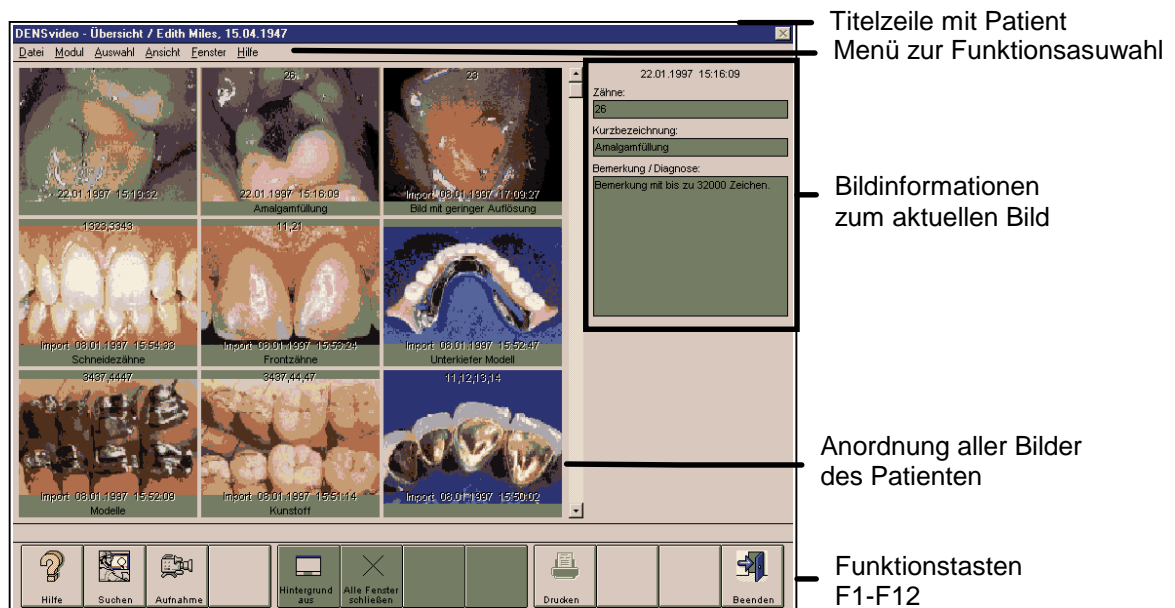 Titelzeile mit Patient
Menü zur Funktionsasuwahl
DENSvideo - Übersicht / Edith Miles, 15.04.1947
Datei Modul Auswahl Ansicht Fenster Hilfe
22.01.1997 15:19:32
26
22.01.1997 15:16:09
Amalgamfüllung
23
Import 08.01.1997 17:09:27
Bild mit geringer Auflösung
1323,3343
Import 08.01.1997 15:54:33
Schneidezähne
11,21
Import 08.01.1997 15:53:24
Frontzähne
Import 08.01.1997 15:52:47
Unterkiefer Modell
3437,4447
Import 08.01.1997 15:52:09
Modelle
3437,44,47
Import 08.01.1997 15:51:14
Kunstoff
11,12,13,14
Import 08.01.1997 15:50:02
22.01.1997 15:16:09
Zähne:
26
Kurzbezeichnung:
Amalgamfüllung
Bemerkung / Diagnose:
Bemerkung mit bis zu 32000 Zeichen.
Bildinformationen
zum aktuellen Bild
Anordnung aller Bilder
des Patienten
Hilfe
Suchen
Aufnahme
Hintergrund
aus
Alle Fenster
schließen
Drucken
Beenden
Funktionstasten
F1-F12